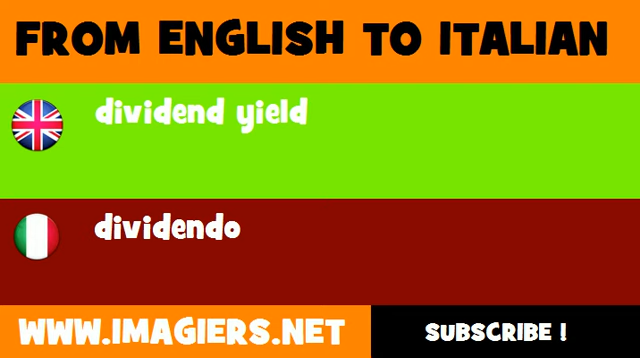 FROM ENGLISH TO ITALIAN
dividend yield
dividendo
WWW.IMAGIERS.NET
SUBSCRIBE !